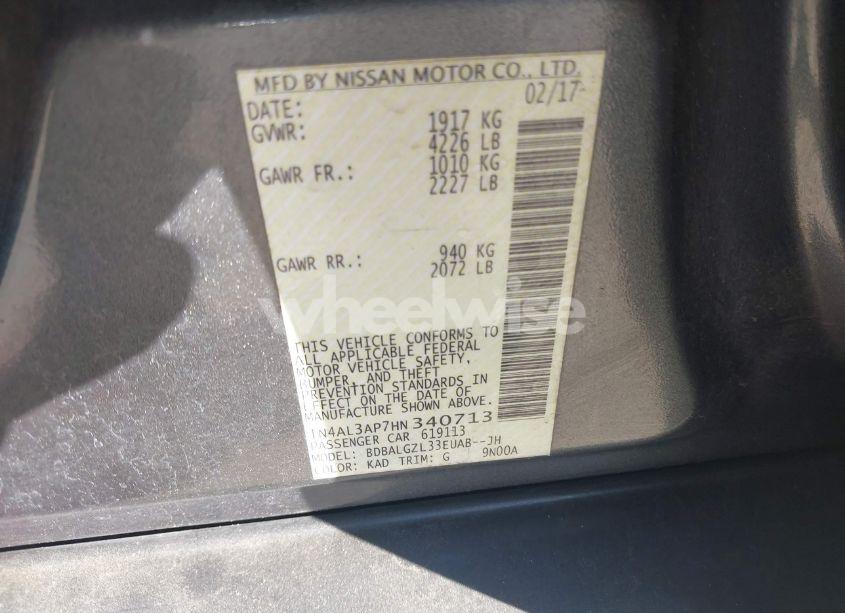 MFD BY NISSAN MOTOR CO., LTD.
DATE: 02/17
GVWR: 1917 KG
4226 LB
GAWR FR.: 1010 KG
2227 LB
GAWR RR.: 940 KG
2072 LB
wheelwise
THIS VEHICLE CONFORMS TO
ALL APPLICABLE FEDERAL
MOTOR VEHICLE SAFETY,
BUMPER, AND THEFT
PREVENTION STANDARDS IN
EFFECT ON THE DATE OF
MANUFACTURE SHOWN ABOVE.
1N4AL3AP7HN 340713
PASSENGER CAR 619113
MODEL: BDBALGZL33EUAB--JH
COLOR: KAD TRIM: G 9N00A